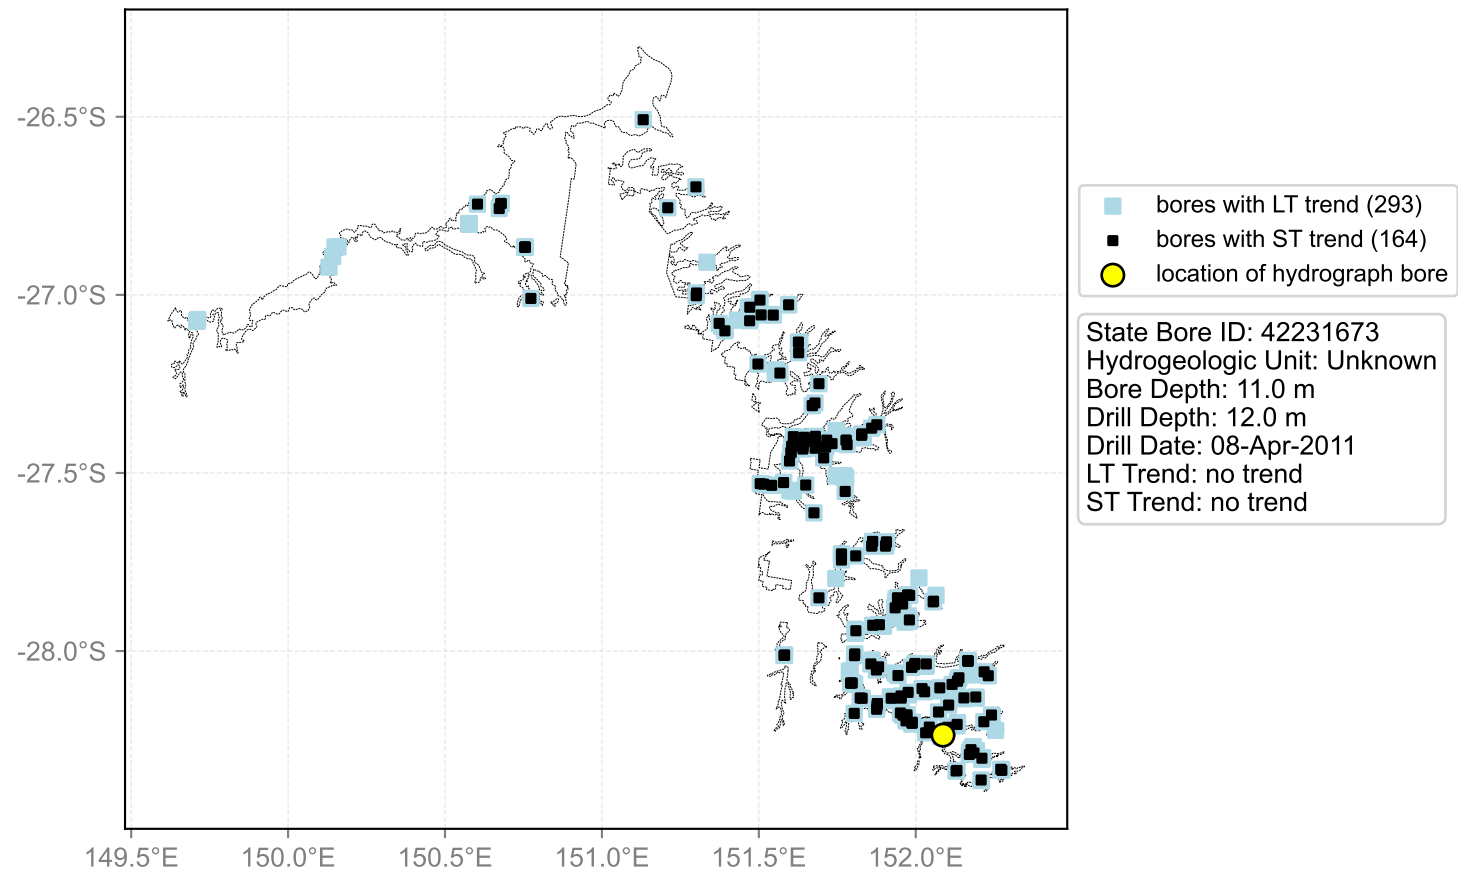 -26.5°S
-27.0°S
-27.5°S
-28.0°S
149.5°E
150.0°E
150.5°E
151.0°E
151.5°E
152.0°E
bores with LT trend (293)
bores with ST trend (164)
location of hydrograph bore
State Bore ID: 42231673
Hydrogeologic Unit: Unknown
Bore Depth: 11.0 m
Drill Depth: 12.0 m
Drill Date: 08-Apr-2011
LT Trend: no trend
ST Trend: no trend